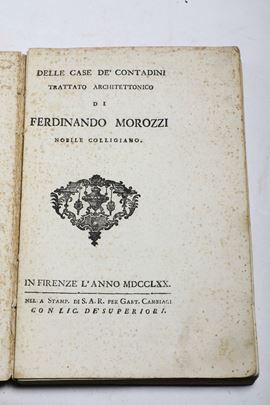 DELLE CASE DE' CONTADINI
TRATTATO ARCHITETTONICO
DI
FERDINANDO MOROZZI
NOBILE COLLIGIANO.
IN FIRENZE L'ANNO MDCCLXX.
NELLA STAMP. DI S. A. R. PER GAET. CAMBIAGI
CON LIC. DE' SUPERIORI.